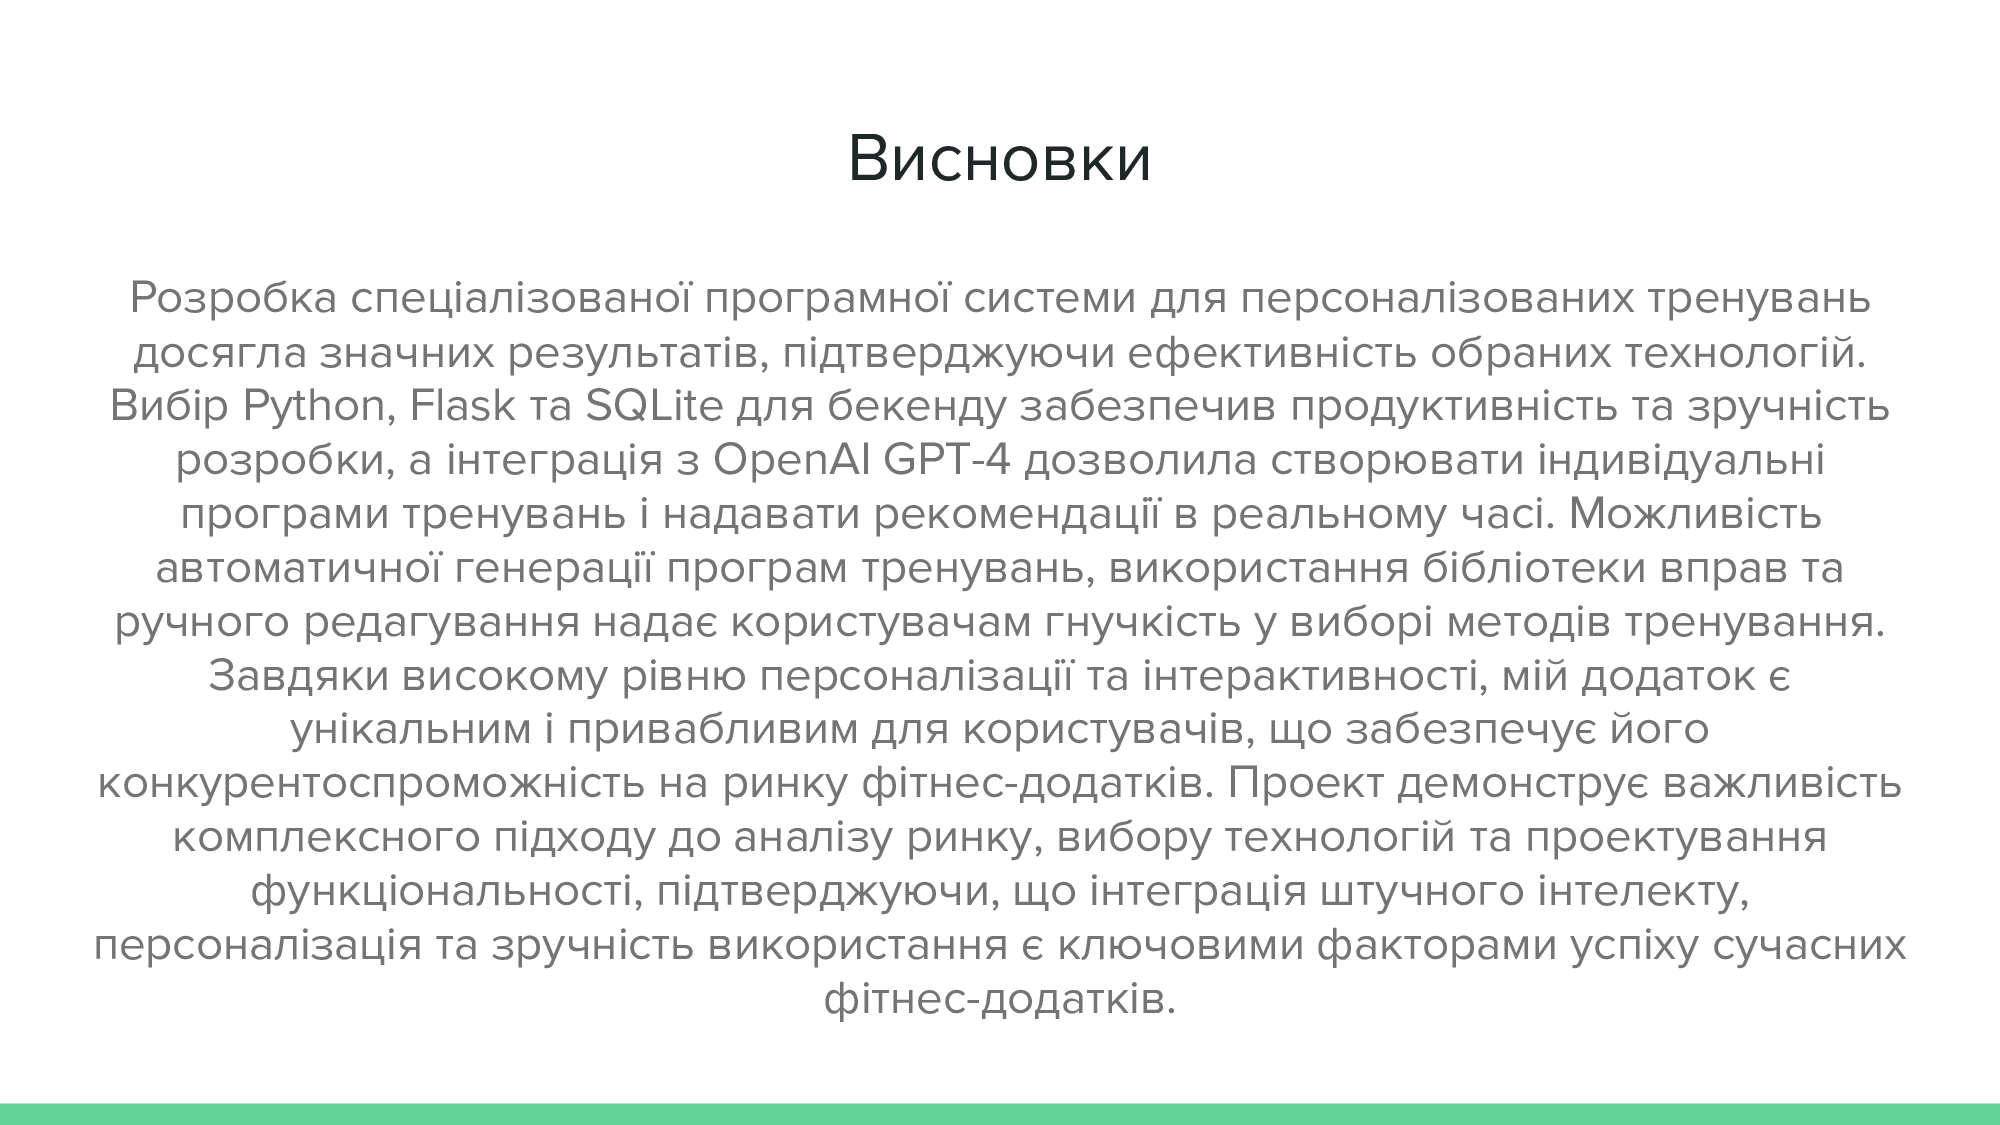 Висновки
Розробка спеціалізованої програмної системи для персоналізованих тренувань
досягла значних результатів, підтверджуючи ефективність обраних технологій.
Вибір Python, Flask та SQLite для бекенду забезпечив продуктивність та зручність
розробки, а інтеграція з OpenAI GPT-4 дозволила створювати індивідуальні
програми тренувань і надавати рекомендації в реальному часі. Можливість
автоматичної генерації програм тренувань, використання бібліотеки вправ та
ручного редагування надає користувачам гнучкість у виборі методів тренування.
Завдяки високому рівню персоналізації та інтерактивності, мій додаток є
унікальним і привабливим для користувачів, що забезпечує його
конкурентоспроможність на ринку фітнес-додатків. Проект демонструє важливість
комплексного підходу до аналізу ринку, вибору технологій та проектування
функціональності, підтверджуючи, що інтеграція штучного інтелекту,
персоналізація та зручність використання є ключовими факторами успіху сучасних
фітнес-додатків.